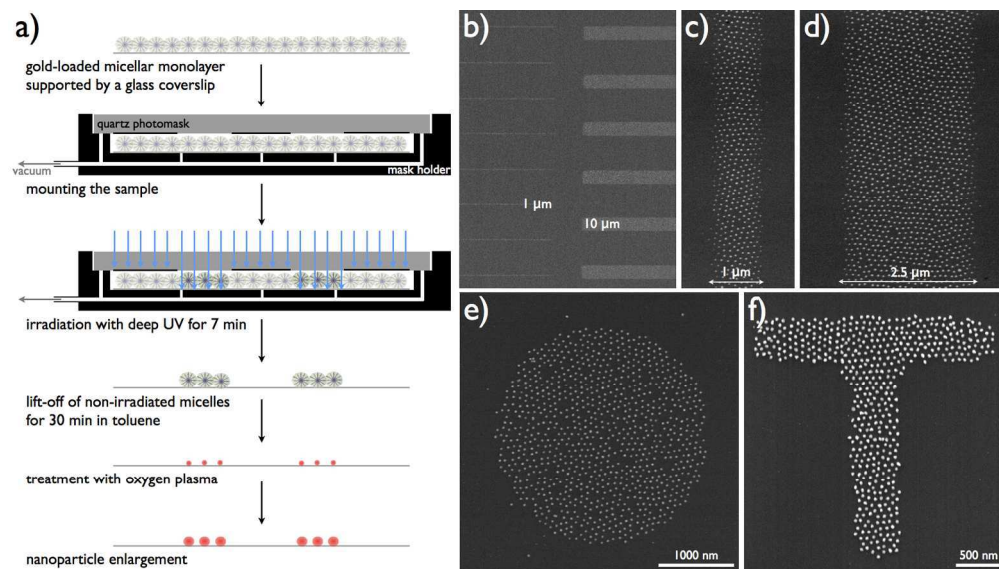 a)
gold-loaded micellar monolayer
supported by a glass coverslip
quartz photomask
vacuum
mask holder
mounting the sample
irradiation with deep UV for 7 min
lift-off of non-irradiated micelles
for 30 min in toluene
treatment with oxygen plasma
nanoparticle enlargement
b)
1 μm
10 μm
c)
1 μm
d)
2.5 μm
e)
1000 nm
f)
500 nm